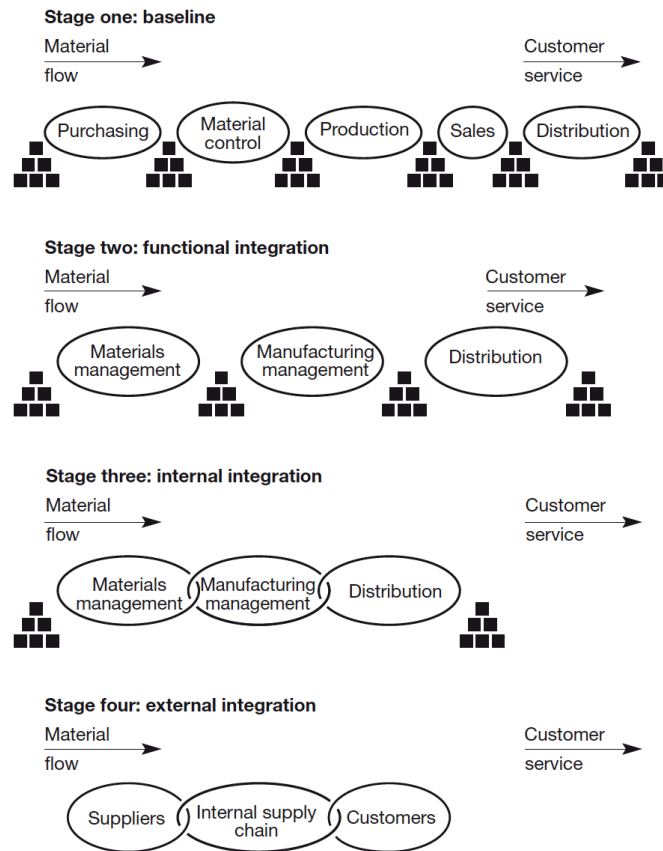 Stage one: baseline
Material
flow
Customer
service
Purchasing
Material
control
Production
Sales
Distribution
Stage two: functional integration
Material
flow
Customer
service
Materials
management
Manufacturing
management
Distribution
Stage three: internal integration
Material
flow
Customer
service
Materials
management
Manufacturing
management
Distribution
Stage four: external integration
Material
flow
Customer
service
Suppliers
Internal supply
chain
Customers